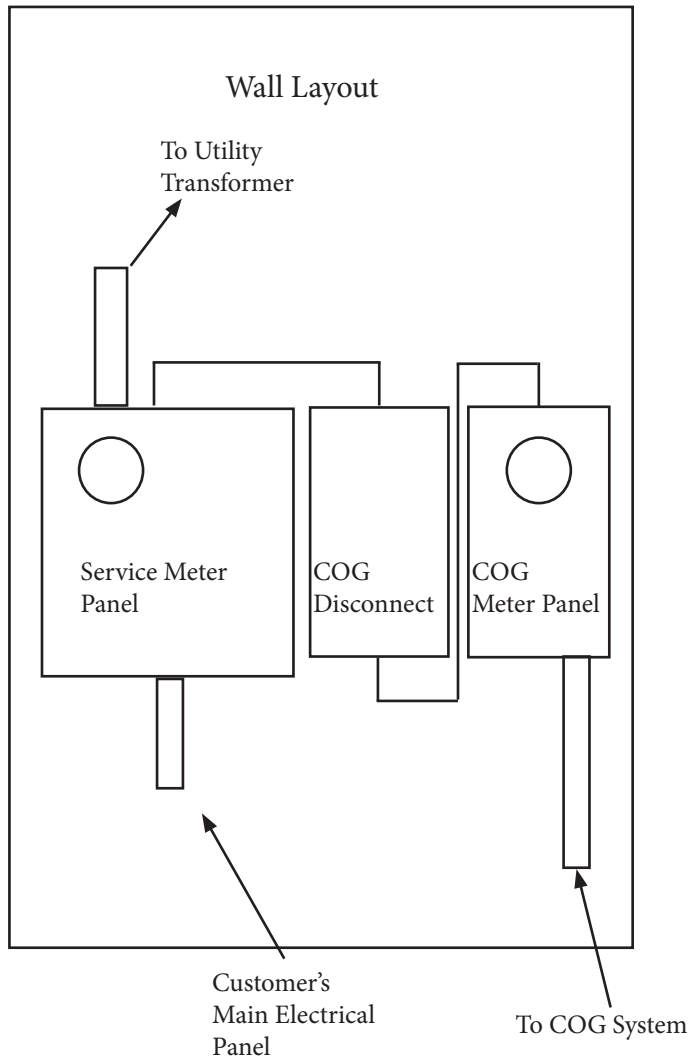 Wall Layout
To Utility
Transformer
Service Meter
Panel
COG
Disconnect
COG
Meter Panel
Customer's
Main Electrical
Panel
To COG System